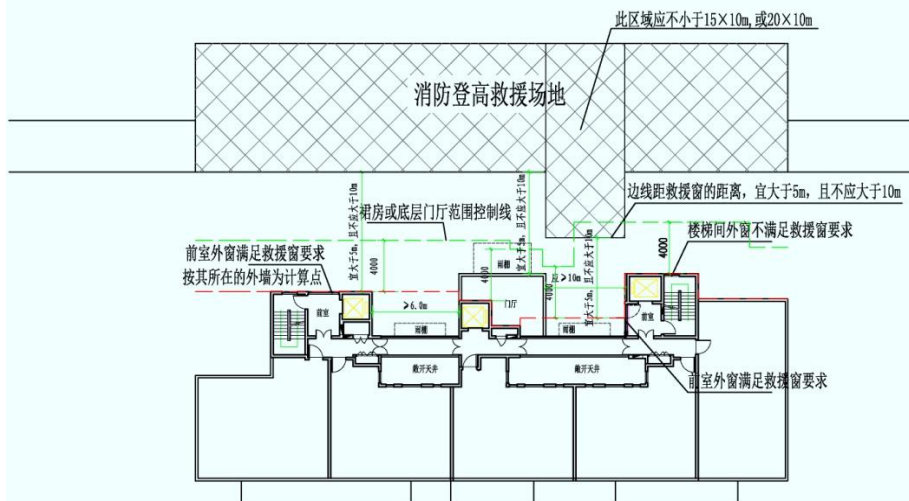 此区域应不小于15×10m,或20×10m
消防登高救援场地
边线距救援窗的距离，宜大于5m，且不应大于10m
裙房或底层门厅范围控制线
宜大于5m，且不应大于10m
宜大于5m，且不应大于10m
楼梯间外窗不满足救援窗要求
前室外窗满足救援窗要求
按其所在的外墙为计算点
4000
雨棚
4000
4000
≥10m
宜大于5m，且不应大于10m
4000
≥6.0m
门厅
前室
前室
雨棚
雨棚
敞开天井
敞开天井
前室外窗满足救援窗要求